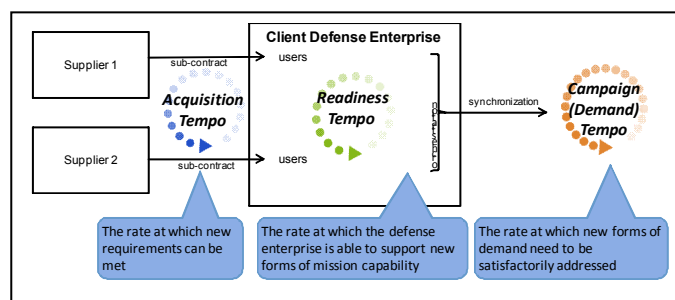 Client Defense Enterprise
Supplier 1
sub-contract
users
Acquisition
Tempo
Readiness
Tempo
synchronization
Campaign
(Demand)
Tempo
Supplier 2
sub-contract
users
The rate at which new
requirements can be
met
The rate at which the defense
enterprise is able to support new
forms of mission capability
The rate at which new forms of
demand need to be
satisfactorily addressed